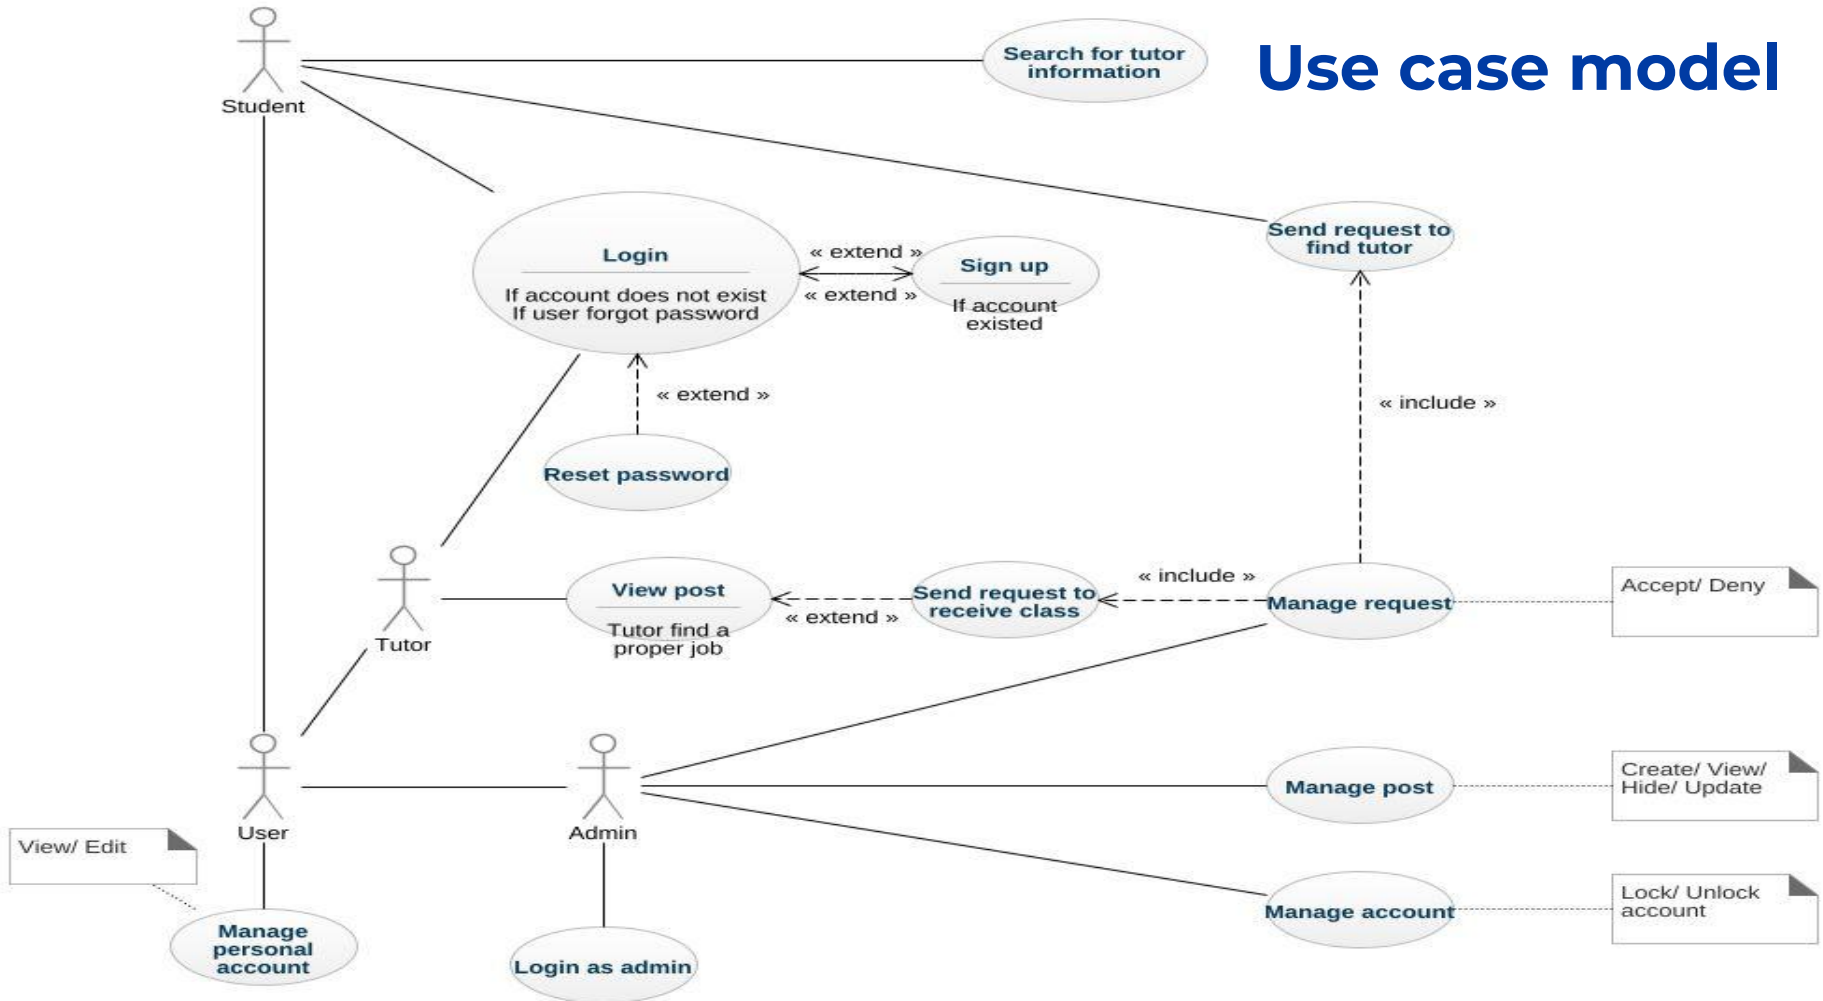 Use case model
Search for tutor
information
Student
Send request to
find tutor
Login
If account does not exist
If user forgot password
« extend »
« extend »
Sign up
If account
existed
« extend »
« include »
Reset password
Tutor
View post
Tutor find a
proper job
« extend »
Send request to
receive class
« include »
Manage request
Accept/ Deny
User
Admin
Manage post
Create/ View/
Hide/ Update
View/ Edit
Manage
personal
account
Login as admin
Manage account
Lock/ Unlock
account